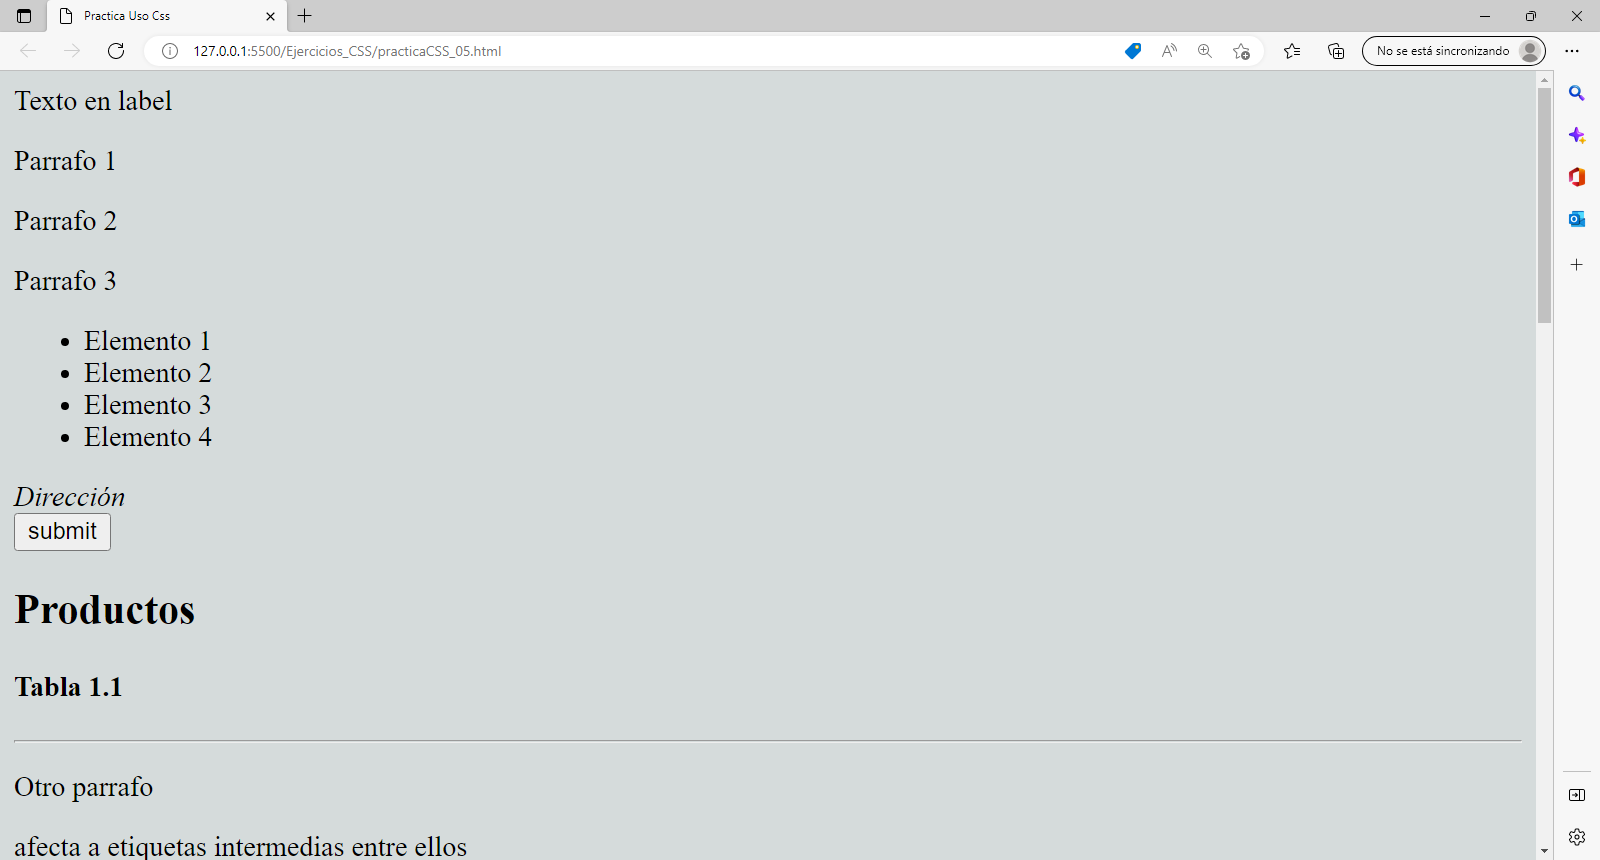 Practica Uso Css
127.0.0.1:5500/Ejercicios_CSS/practicaCSS_05.html
No se está sincronizando
Texto en label
Parrafo 1
Parrafo 2
Parrafo 3
Elemento 1
Elemento 2
Elemento 3
Elemento 4
Dirección
submit
Productos
Tabla 1.1
Otro parrafo
afecta a etiquetas intermedias entre ellos